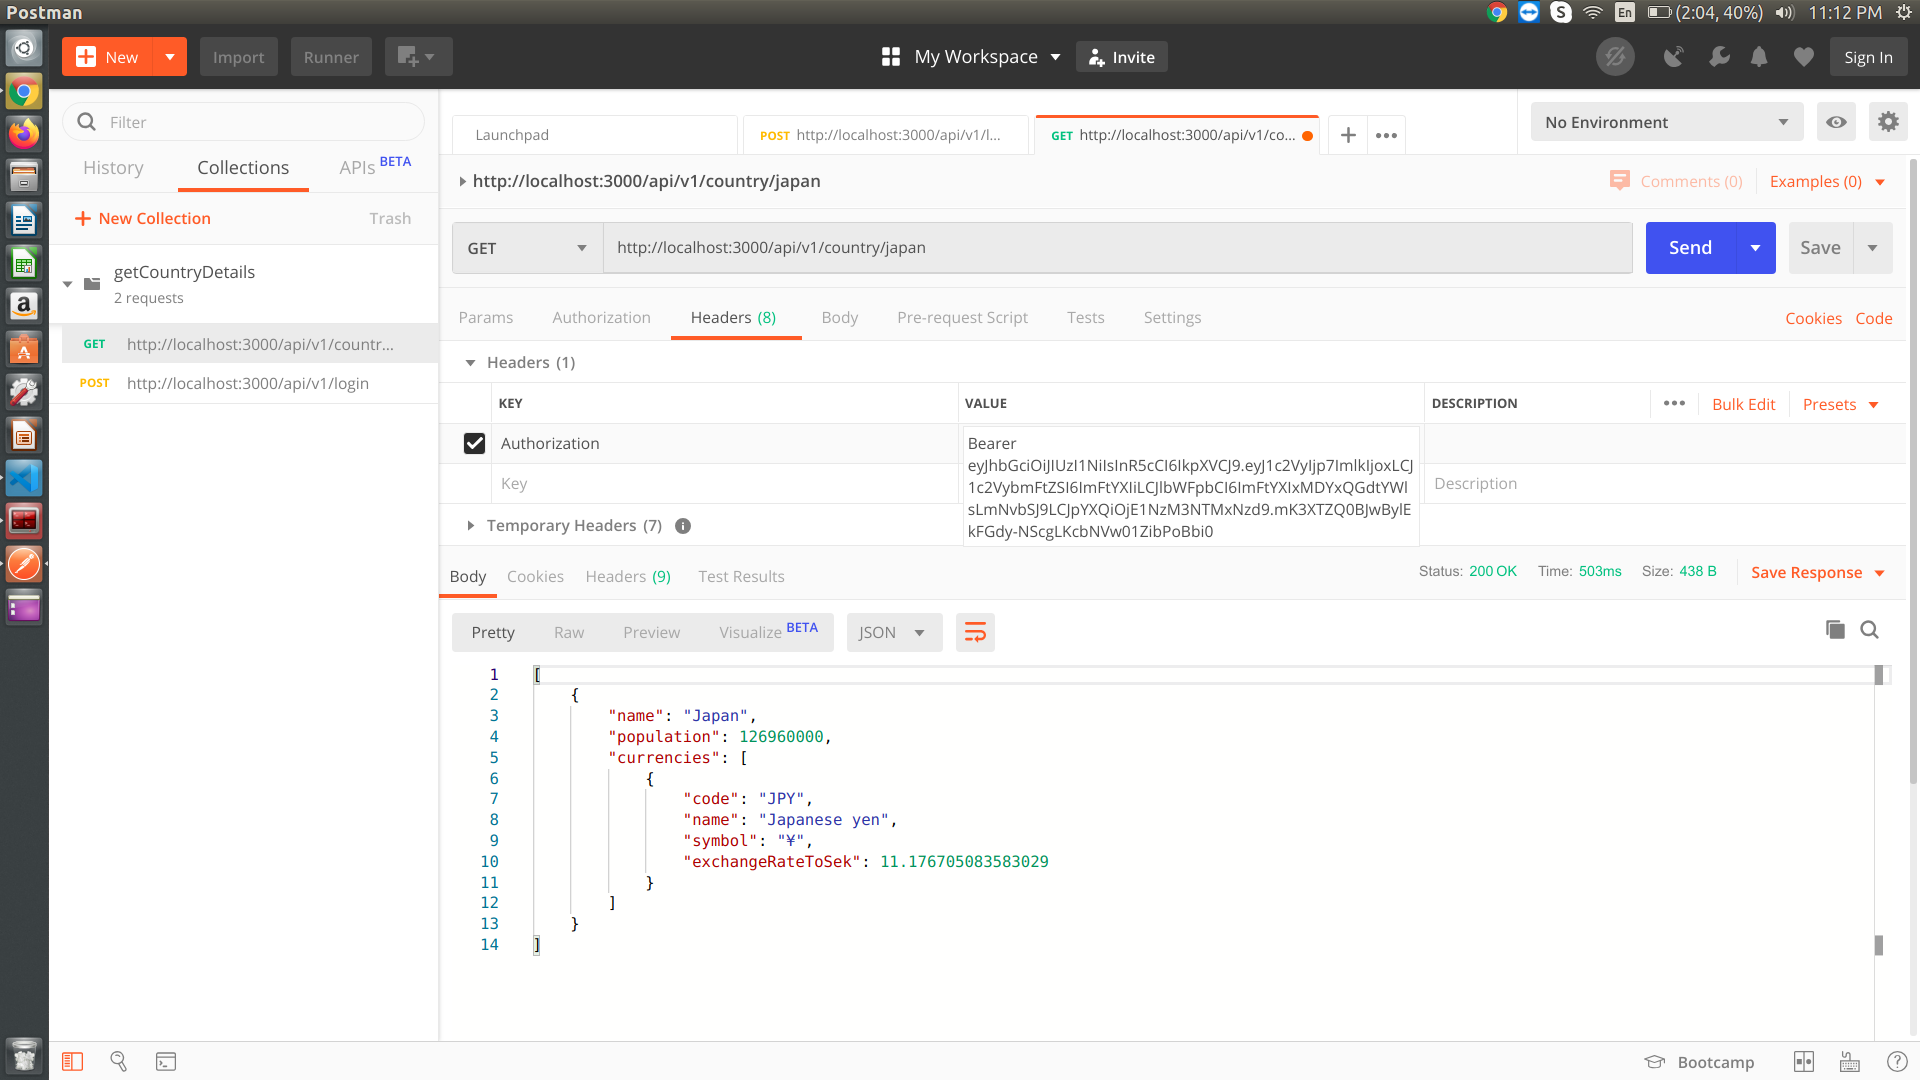 Postman
En
(2:04, 40%)
11:12 PM
New
Import
Runner
My Workspace
Invite
Sign In
Filter
History
Collections
APIs BETA
New Collection
Trash
getCountryDetails
2 requests
GET http://localhost:3000/api/v1/countr...
POST http://localhost:3000/api/v1/login
Launchpad
POST http://localhost:3000/api/v1/l...
GET http://localhost:3000/api/v1/co...
No Environment
http://localhost:3000/api/v1/country/japan
Comments (0)
Examples (0)
GET
http://localhost:3000/api/v1/country/japan
Send
Save
Params
Authorization
Headers (8)
Body
Pre-request Script
Tests
Settings
Cookies
Code
Headers (1)
KEY
VALUE
DESCRIPTION
Bulk Edit
Presets
Authorization
Bearer
eyJhbGciOiJIUzI1NiIsInR5cCI6IkpXVCJ9.eyJ1c2VyIjp7ImlkIjoxLCJ
1c2VybmFtZSI6ImFtYXIiLCJlbWFpbCI6ImFtYXIxMDYxQGdtYWl
sLmNvbSJ9LCJpYXQiOjE1NzM3NTMxNzd9.mK3XTZQ0BJwBylE
kFGdy-NScgLKcbNVw01ZibPoBbi0
Key
Description
Temporary Headers (7)
Body
Cookies
Headers (9)
Test Results
Status: 200 OK
Time: 503ms
Size: 438 B
Save Response
Pretty
Raw
Preview
Visualize BETA
JSON
1 [
2 {
3 "name": "Japan",
4 "population": 126960000,
5 "currencies": [
6 {
7 "code": "JPY",
8 "name": "Japanese yen",
9 "symbol": "¥",
10 "exchangeRateToSek": 11.176705083583029
11 }
12 ]
13 }
14 ]
Bootcamp